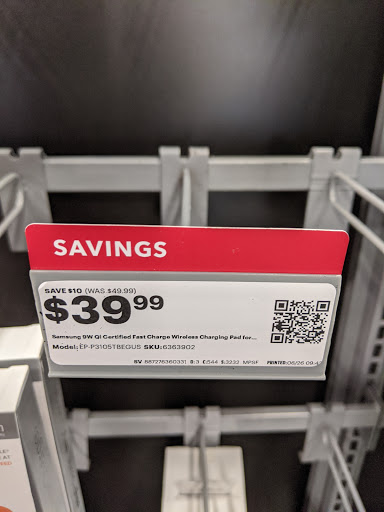 SAVINGS
SAVE $10 (WAS $49.99)
$39 99
Samsung 9W Qi Certified Fast Charge Wireless Charging Pad for...
Model: EP-P3105TBEGUS SKU:6363902